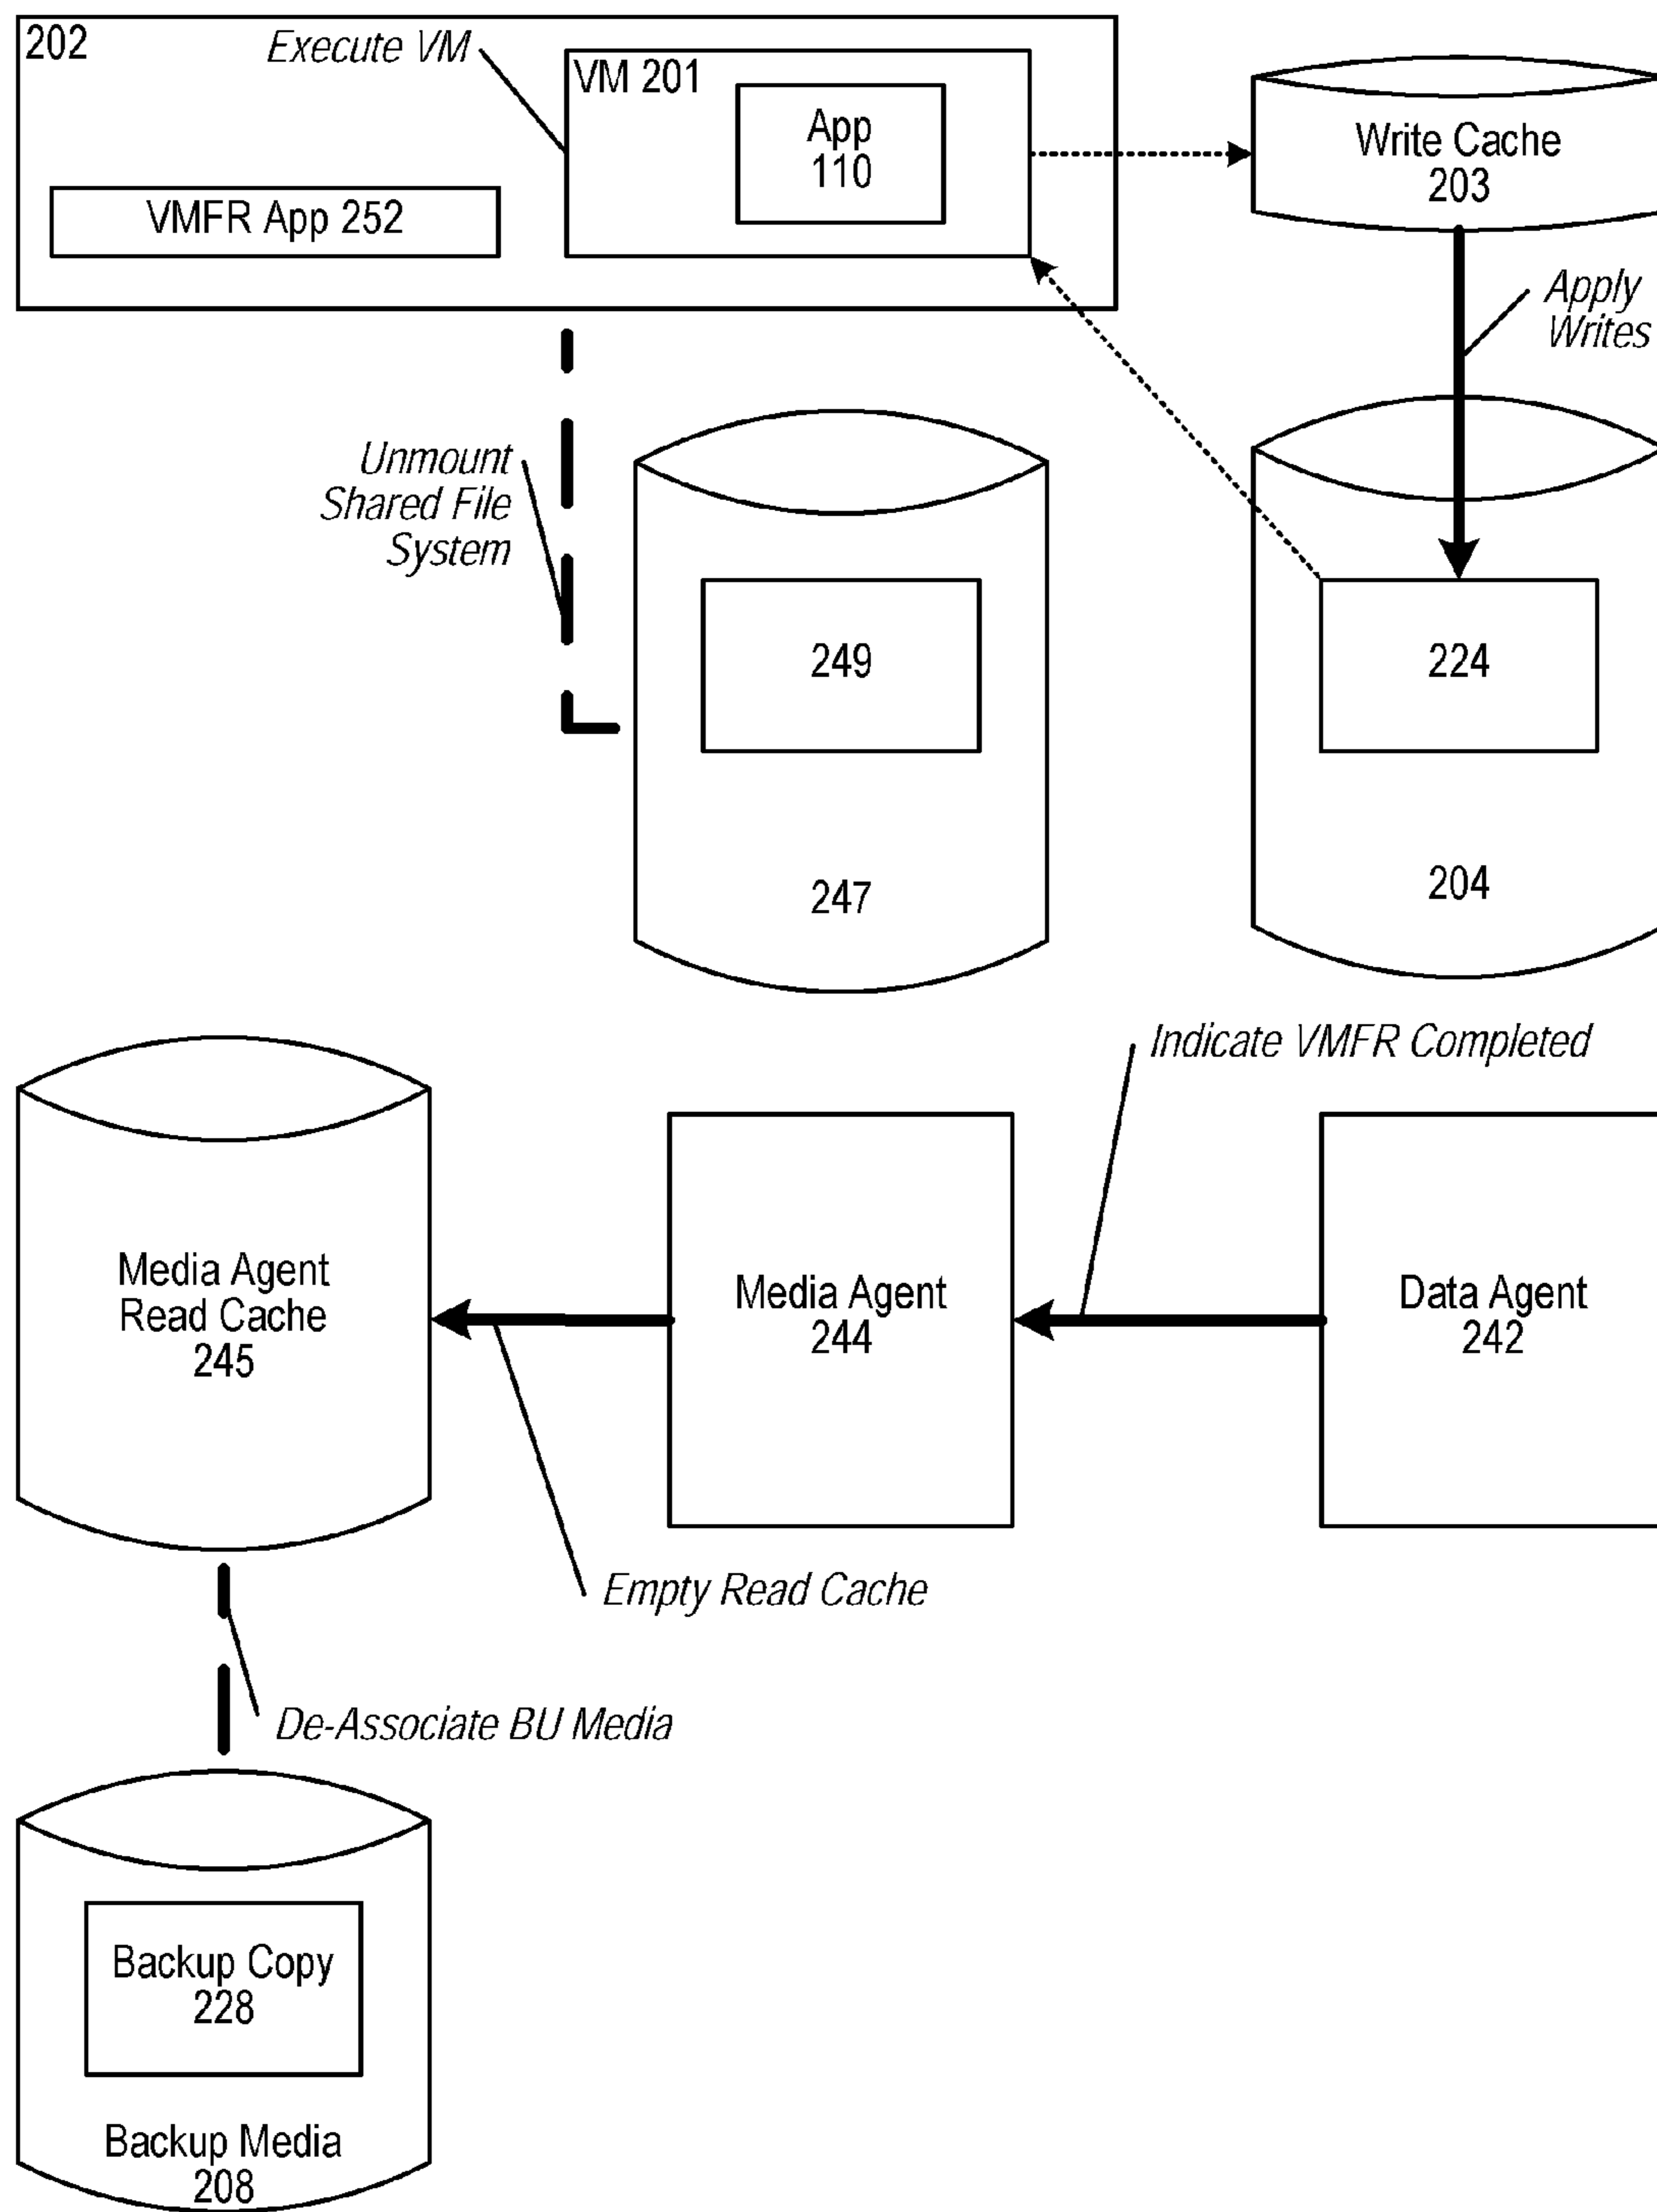 202
Execute VM
VM 201
App
110
VMFR App 252
Write Cache
203
Apply
Writes
Unmount
Shared File
System
249
247
224
204
Indicate VMFR Completed
Media Agent
Read Cache
245
Media Agent
244
Data Agent
242
Empty Read Cache
De-Associate BU Media
Backup Copy
228
Backup Media
208